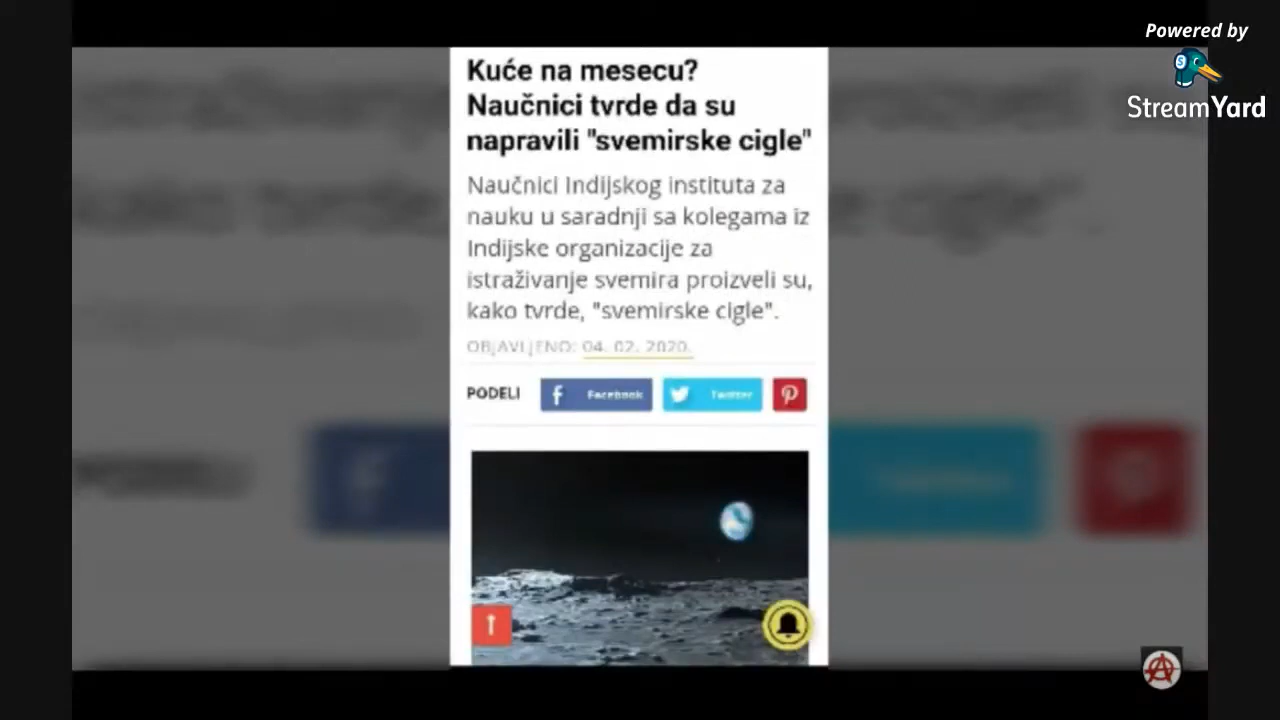 Powered by
StreamYard
Kuće na mesecu?
Naučnici tvrde da su
napravili "svemirske cigle"
Naučnici Indijskog instituta za
nauku u saradnji sa kolegama iz
Indijske organizacije za
istraživanje svemira proizveli su,
kako tvrde, "svemirske cigle".
OBJAVLJENO: 04. 02. 2020.
PODELI Facebook Twitter